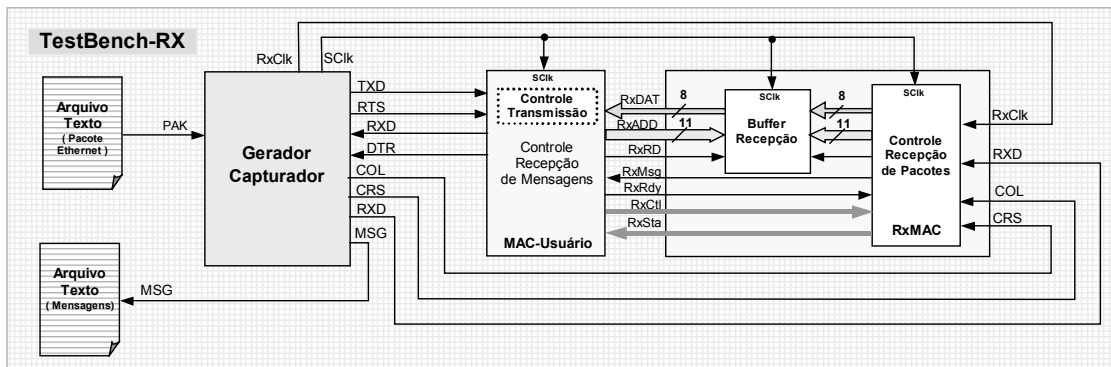 TestBench-RX
RxClk
SClk
Arquivo
Texto
( Pacote
Ethernet )
PAK
Gerador
Capturador
TXD
RTS
RXD
DTR
COL
CRS
RXD
MSG
SClk
Controle
Transmissão
Controle
Recepção
de Mensagens
MAC-Usuário
RxDAT
8
RxADD
11
RxRD
RxMsg
RxRdy
RxCtl
RxSta
SClk
Buffer
Recepção
8
11
SClk
Controle
Recepção
de Pacotes
RxMAC
RxClk
RXD
COL
CRS
Arquivo
Texto
( Mensagens)
MSG